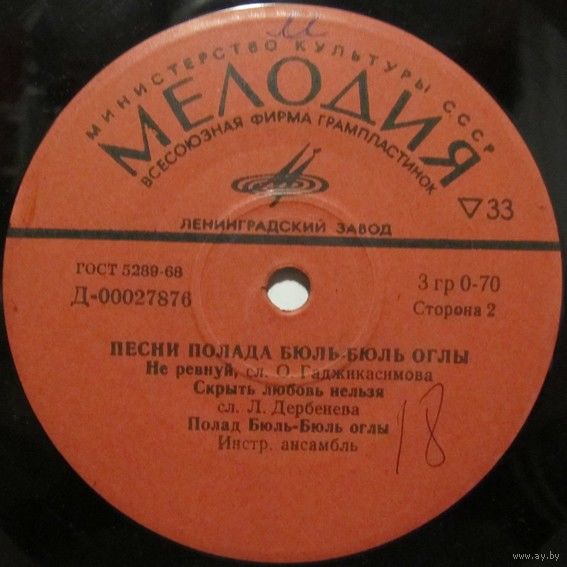 и
МИНИСТЕРСТВО КУЛЬТУРЫ СССР
МЕЛОДИЯ
ВСЕСОЮЗНАЯ ФИРМА ГРАМПЛАСТИНОК
▽33
ЛЕНИНГРАДСКИЙ ЗАВОД
ГОСТ 5289-68
3 гр 0-70
Д-00027876
Сторона 2
ПЕСНИ ПОЛАДА БЮЛЬ-БЮЛЬ ОГЛЫ
Не ревнуй, сл. О. Гаджикасимова
Скрыть любовь нельзя
сл. Л. Дербенева
Полад Бюль-Бюль оглы
Инстр. ансамбль
18
www.ay.by